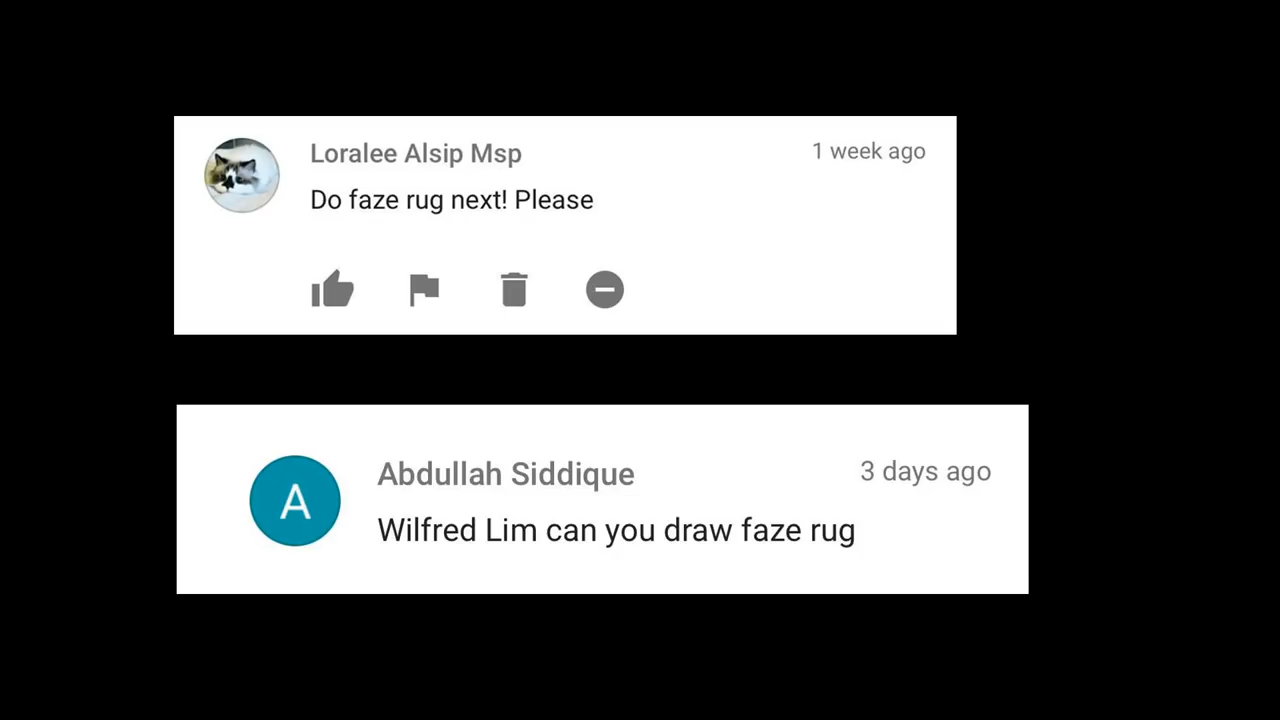 Loralee Alsip Msp 1 week ago
Do faze rug next! Please
A Abdullah Siddique 3 days ago
Wilfred Lim can you draw faze rug